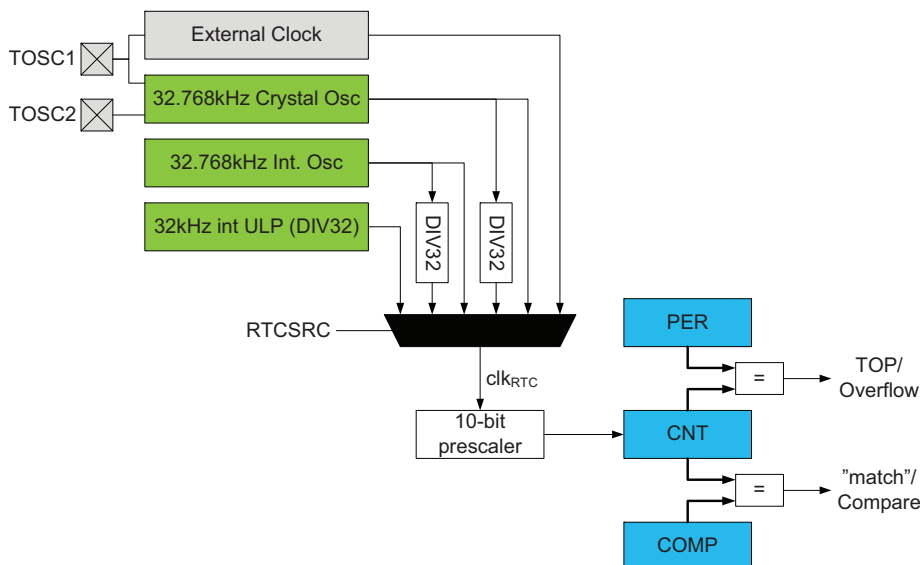 External Clock
TOSC1
32.768kHz Crystal Osc
TOSC2
32.768kHz Int. Osc
32kHz int ULP (DIV32)
DIV32
DIV32
RTCSRC
PER
TOP/
Overflow
=
clkRTC
10-bit
prescaler
CNT
=
"match"/
Compare
COMP